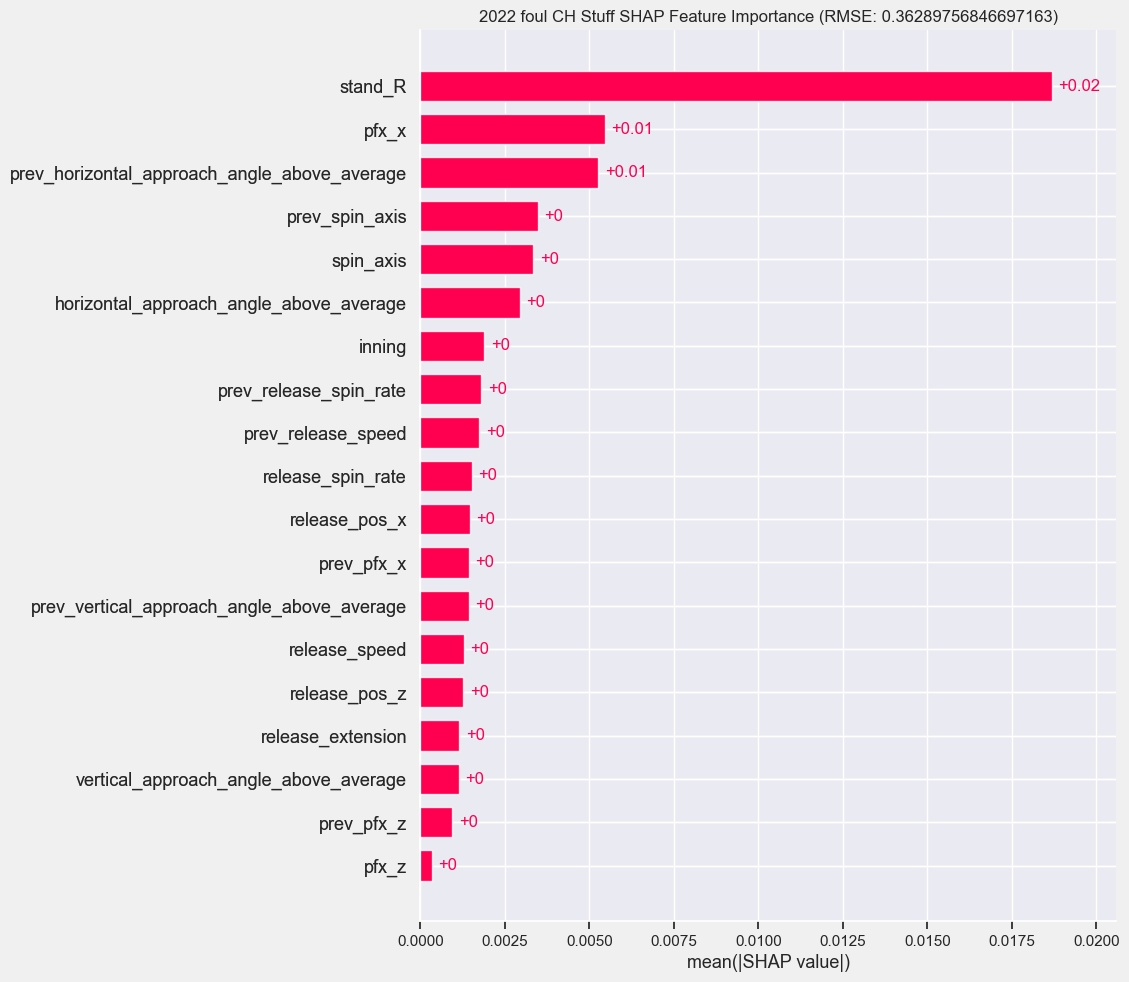 2022 foul CH Stuff SHAP Feature Importance (RMSE: 0.36289756846697163)
stand_R +0.02
pfx_x +0.01
prev_horizontal_approach_angle_above_average +0.01
prev_spin_axis +0
spin_axis +0
horizontal_approach_angle_above_average +0
inning +0
prev_release_spin_rate +0
prev_release_speed +0
release_spin_rate +0
release_pos_x +0
prev_pfx_x +0
prev_vertical_approach_angle_above_average +0
release_speed +0
release_pos_z +0
release_extension +0
vertical_approach_angle_above_average +0
prev_pfx_z +0
pfx_z +0
0.0000 0.0025 0.0050 0.0075 0.0100 0.0125 0.0150 0.0175 0.0200
mean(|SHAP value|)